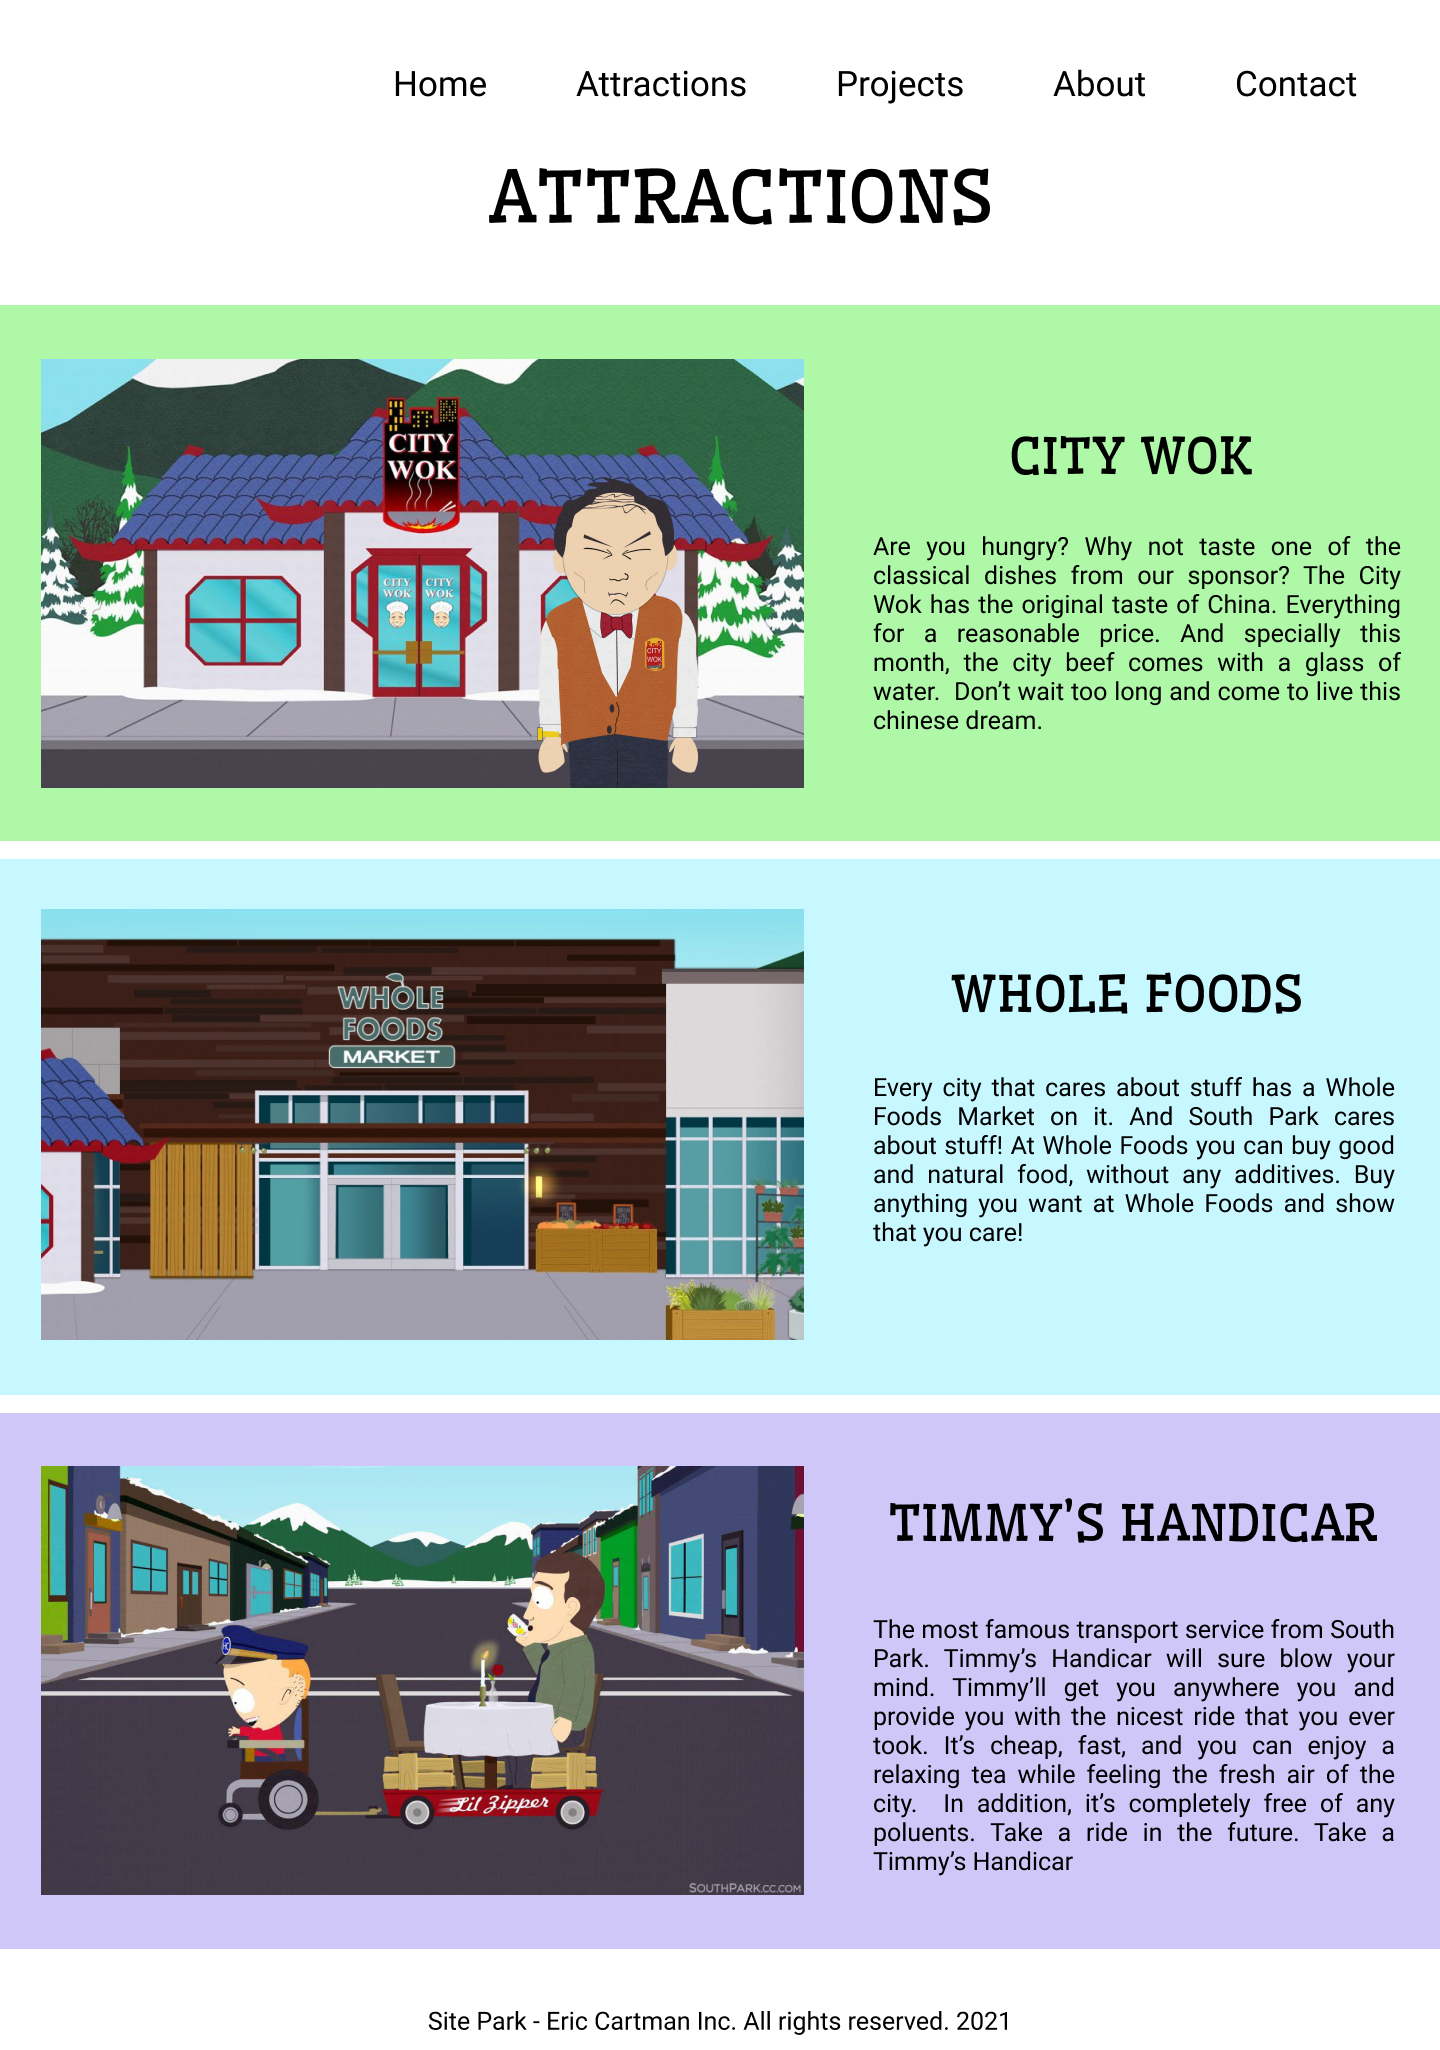 Home Attractions Projects About Contact
ATTRACTIONS
CITY
WOK
CITY
WOK
CITY
WOK
CITY
WOK
CITY WOK
Are you hungry? Why not taste one of the
classical dishes from our sponsor? The City
Wok has the original taste of China. Everything
for a reasonable price. And specially this
month, the city beef comes with a glass of
water. Don’t wait too long and come to live this
chinese dream.
WHOLE
FOODS
MARKET
WHOLE FOODS
Every city that cares about stuff has a Whole
Foods Market on it. And South Park cares
about stuff! At Whole Foods you can buy good
and natural food, without any additives. Buy
anything you want at Whole Foods and show
that you care!
HC
Lil Zipper
SOUTHPARK.CC.COM
TIMMY'S HANDICAR
The most famous transport service from South
Park. Timmy’s Handicar will sure blow your
mind. Timmy’ll get you anywhere you and
provide you with the nicest ride that you ever
took. It’s cheap, fast, and you can enjoy a
relaxing tea while feeling the fresh air of the
city. In addition, it’s completely free of any
poluents. Take a ride in the future. Take a
Timmy’s Handicar
Site Park - Eric Cartman Inc. All rights reserved. 2021